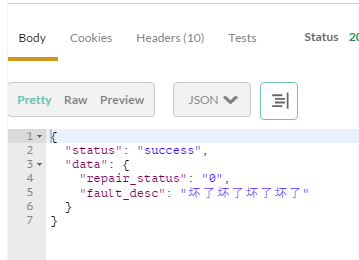 Body Cookies Headers (10) Tests Status 20
Pretty Raw Preview JSON
1 {
2 "status": "success",
3 "data": {
4 "repair_status": "0",
5 "fault_desc": "坏了坏了坏了坏了"
6 }
7 }